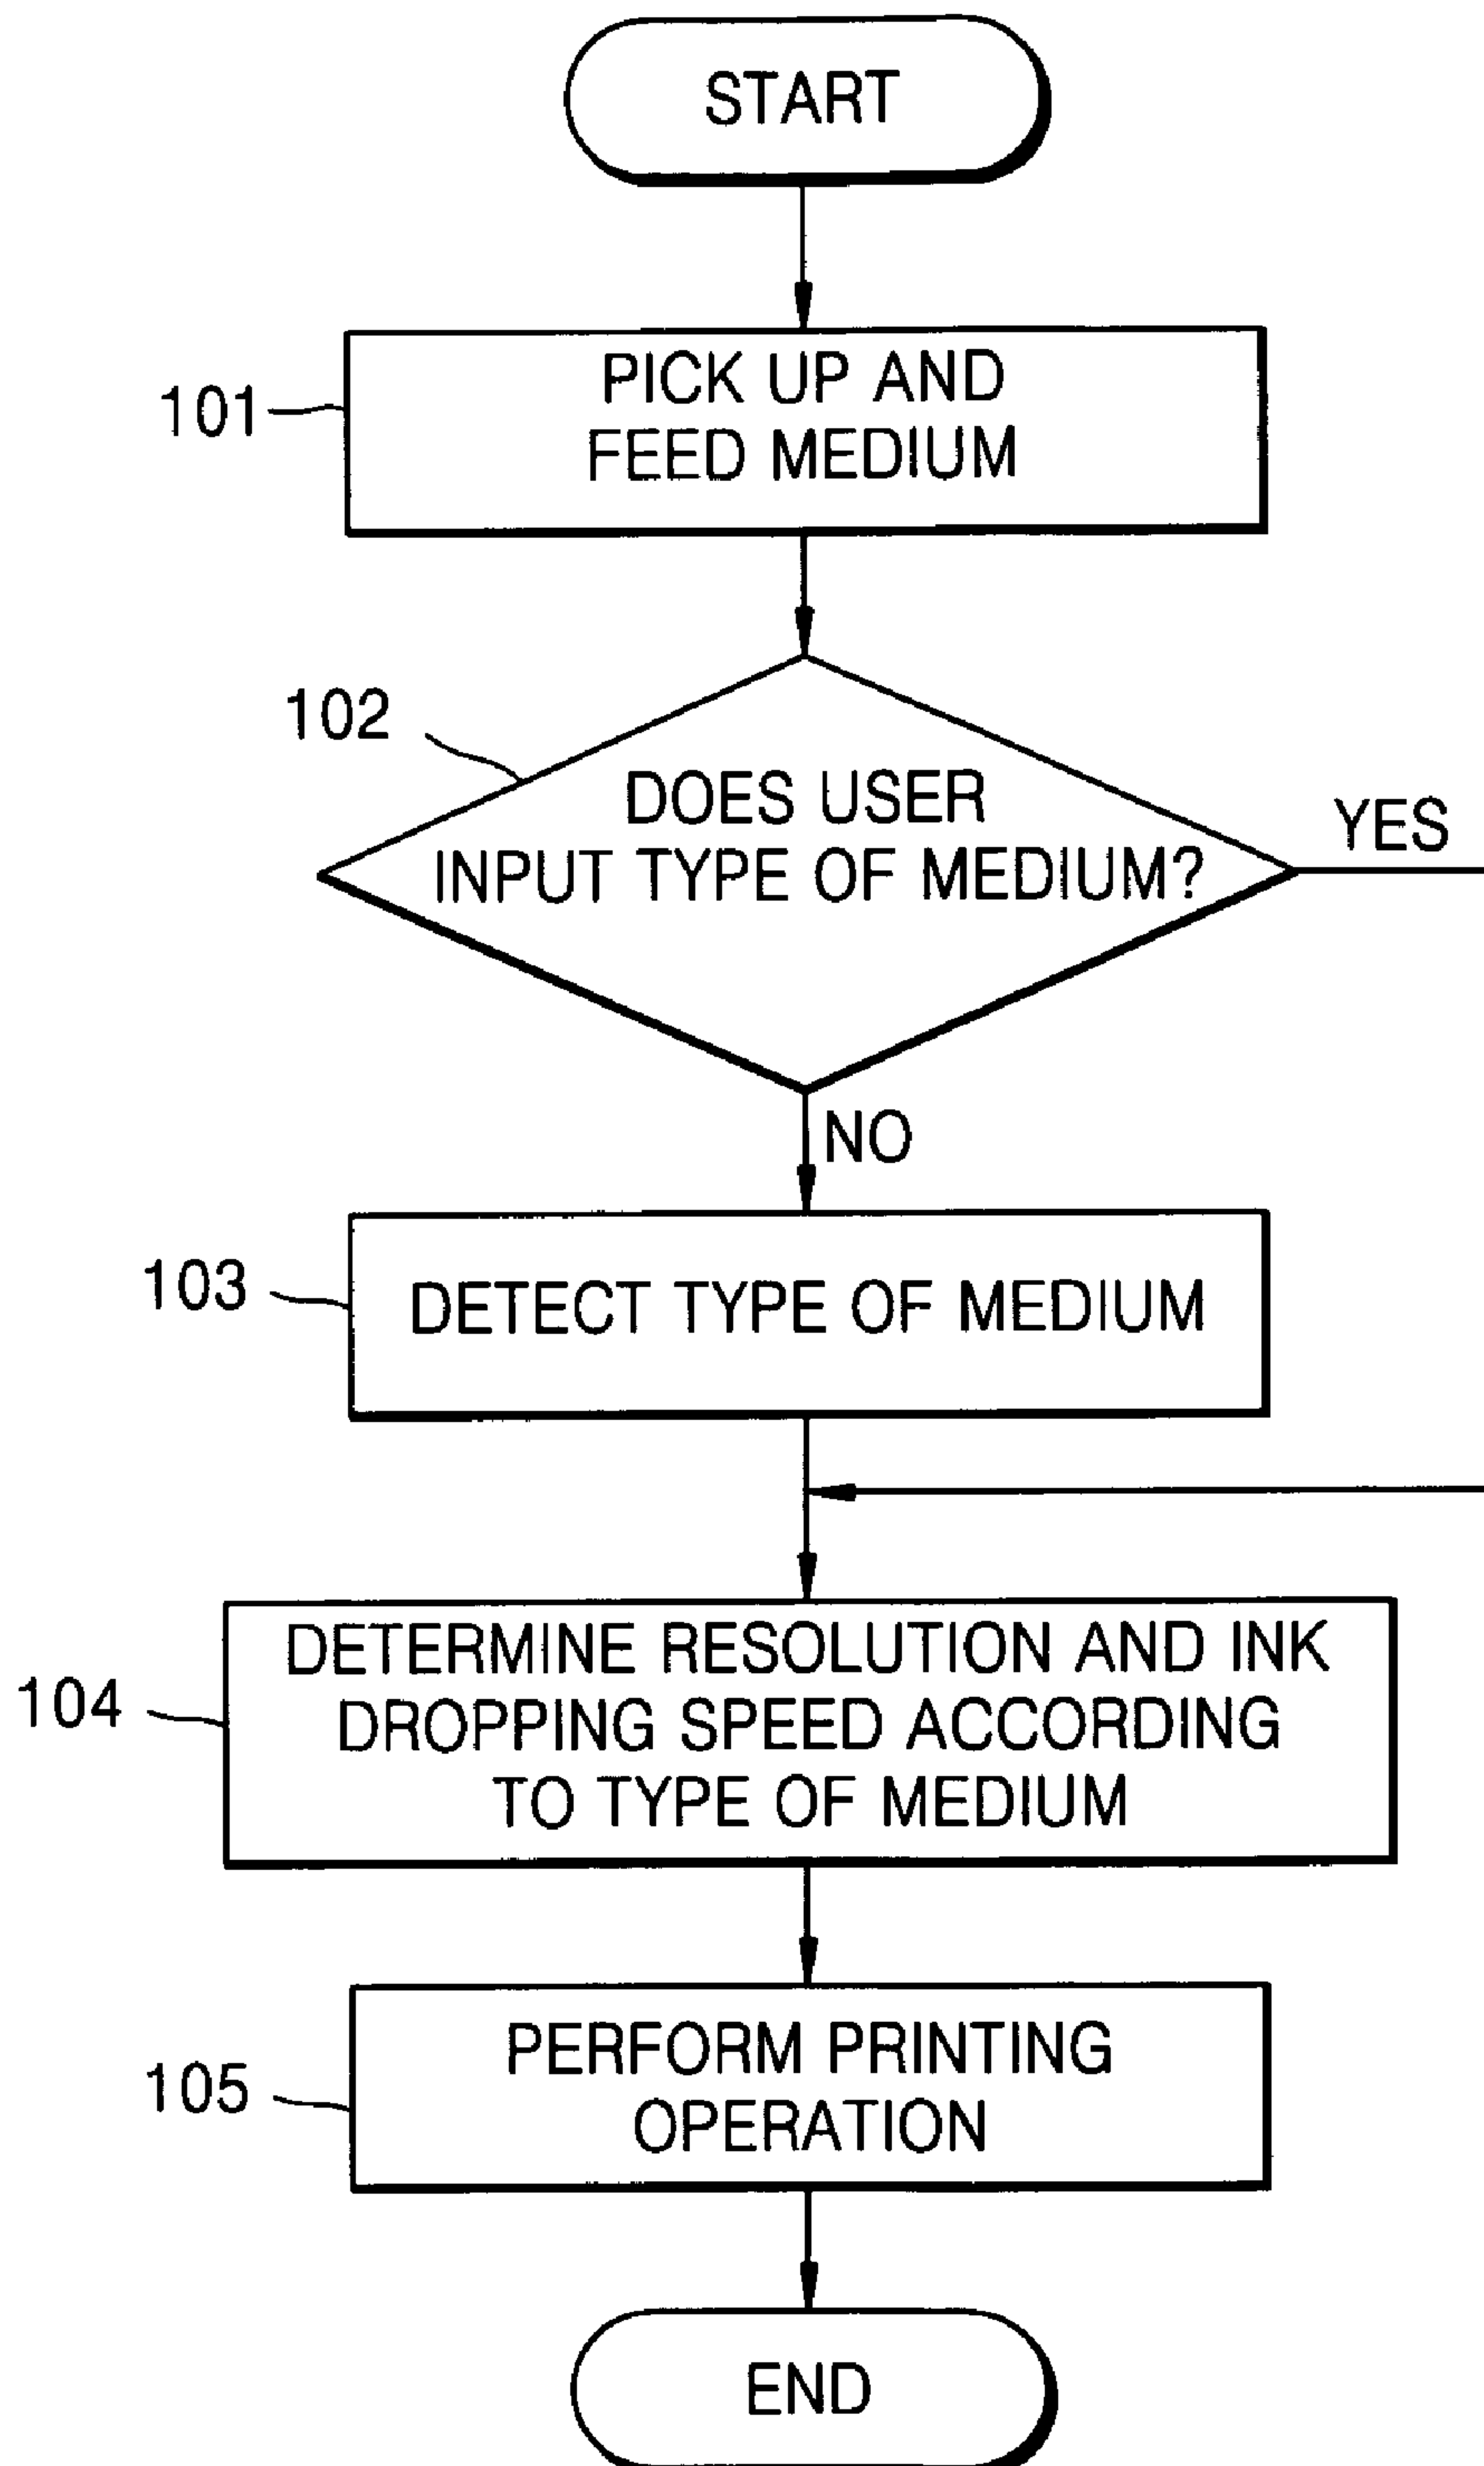 START
101
PICK UP AND
FEED MEDIUM
102
DOES USER
INPUT TYPE OF MEDIUM?
YES
NO
103
DETECT TYPE OF MEDIUM
104
DETERMINE RESOLUTION AND INK
DROPPING SPEED ACCORDING
TO TYPE OF MEDIUM
105
PERFORM PRINTING
OPERATION
END